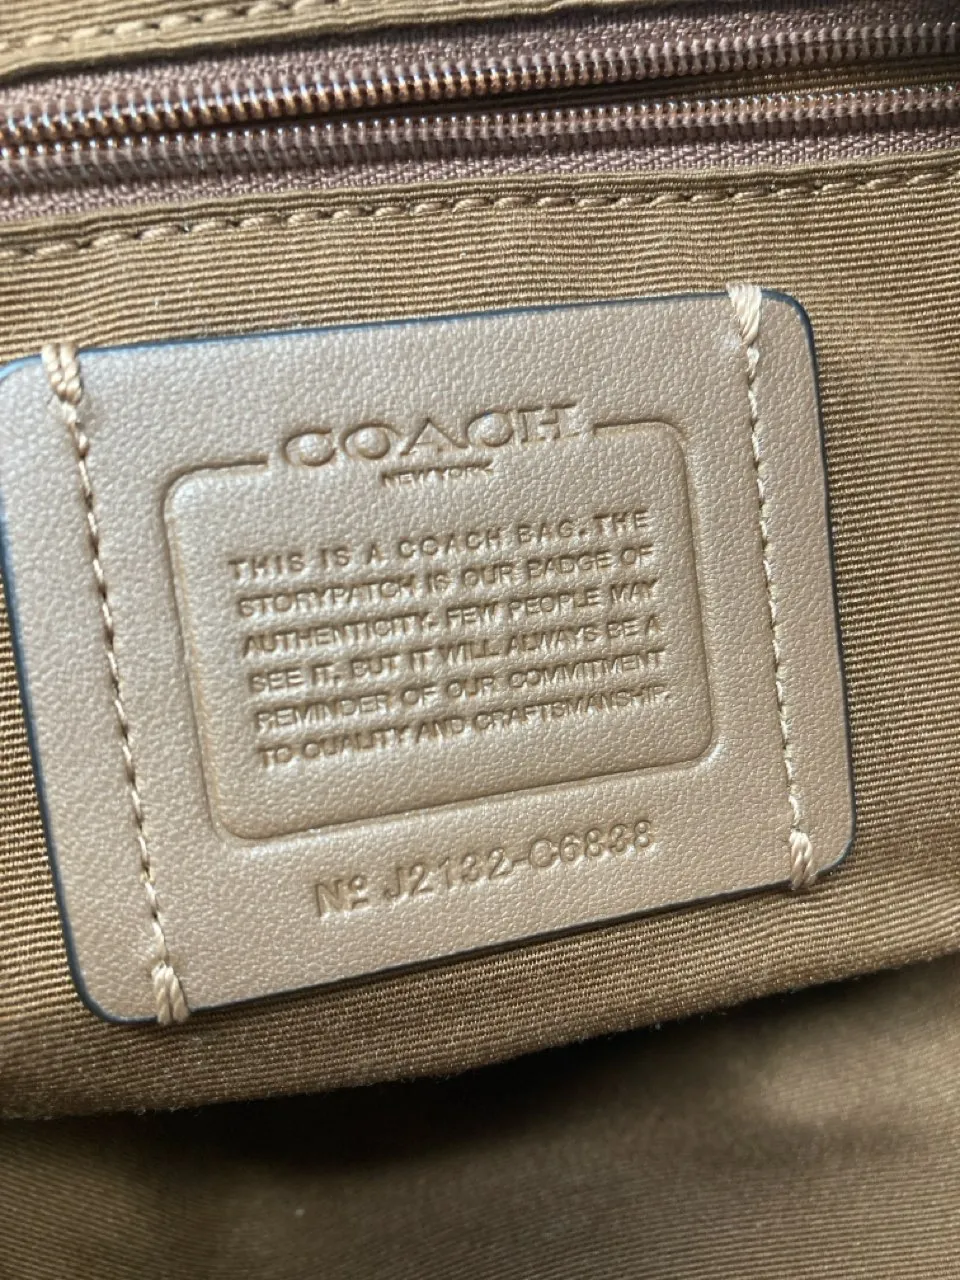 COACH
NEW YORK
THIS IS A COACH BAG. THE
STORYPATCH IS OUR BADGE OF
AUTHENTICITY. FEW PEOPLE MAY
SEE IT, BUT IT WILL ALWAYS BE A
REMINDER OF OUR COMMITMENT
TO QUALITY AND CRAFTSMANSHIP.
Nº J2132-C6838